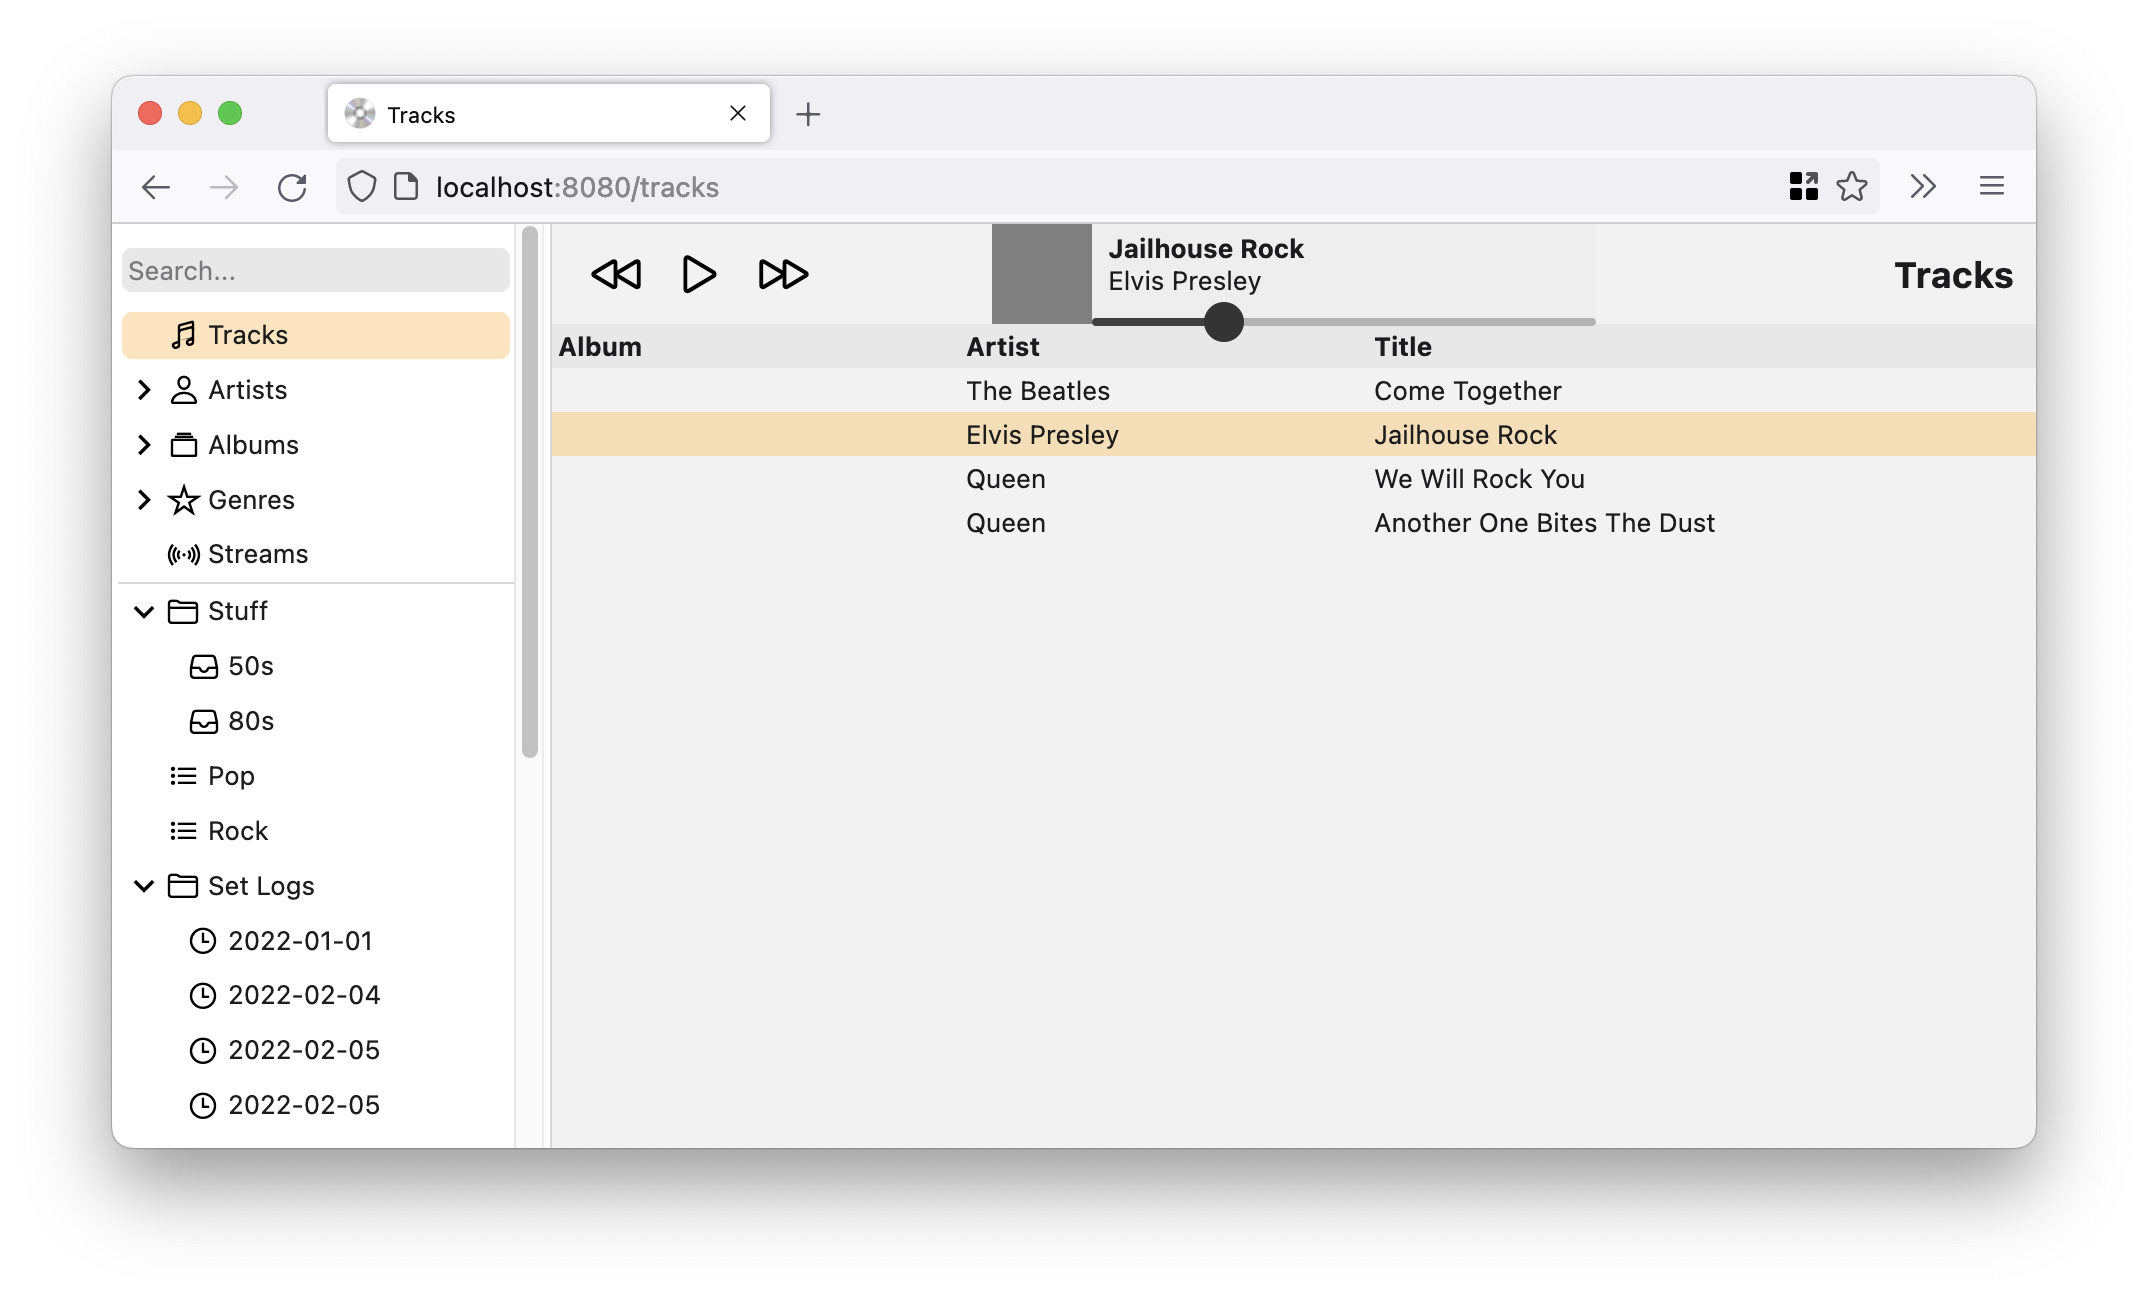 Tracks
localhost:8080/tracks
Search...
Tracks
Artists
Albums
Genres
Streams
Stuff
50s
80s
Pop
Rock
Set Logs
2022-01-01
2022-02-04
2022-02-05
2022-02-05
Jailhouse Rock
Elvis Presley
Tracks
Album Artist Title
The Beatles Come Together
Elvis Presley Jailhouse Rock
Queen We Will Rock You
Queen Another One Bites The Dust